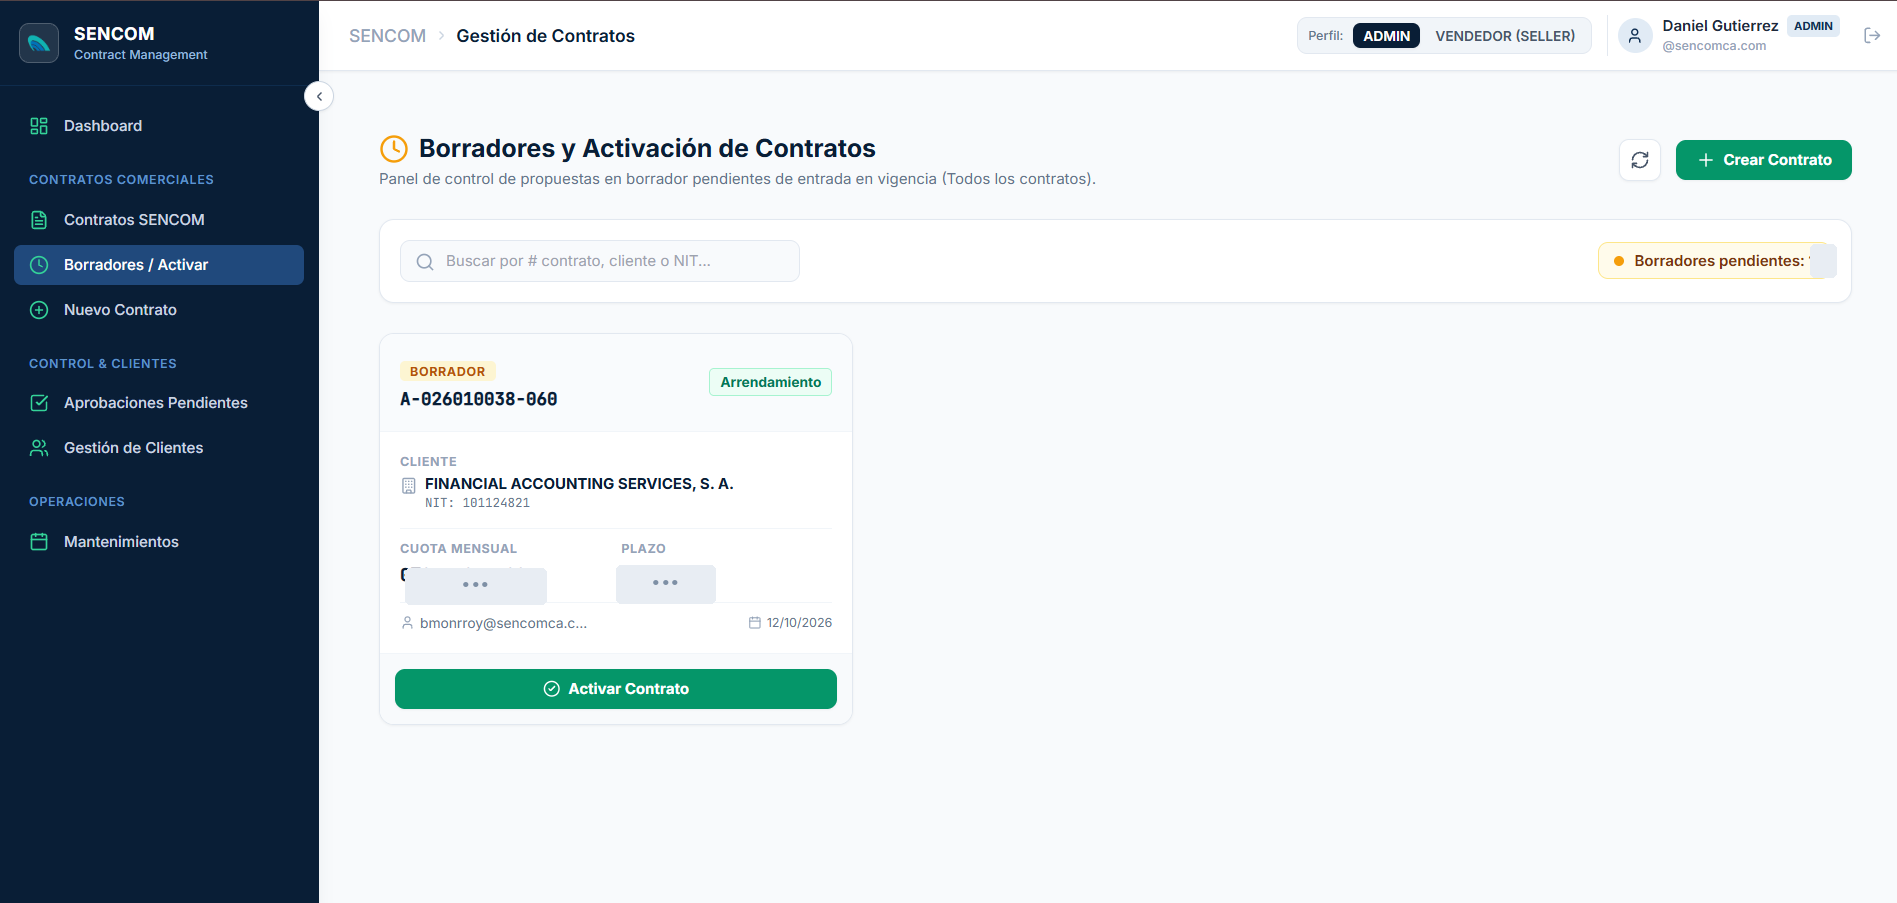 SENCOM
Contract Management
Dashboard
CONTRATOS COMERCIALES
Contratos SENCOM
Borradores / Activar
Nuevo Contrato
CONTROL & CLIENTES
Aprobaciones Pendientes
Gestión de Clientes
OPERACIONES
Mantenimientos
SENCOM › Gestión de Contratos
Perfil: ADMIN VENDEDOR (SELLER)
Daniel Gutierrez ADMIN
@sencomca.com
Borradores y Activación de Contratos
Panel de control de propuestas en borrador pendientes de entrada en vigencia (Todos los contratos).
Crear Contrato
Buscar por # contrato, cliente o NIT...
Borradores pendientes:
BORRADOR
A-026010038-060
Arrendamiento
CLIENTE
FINANCIAL ACCOUNTING SERVICES, S. A.
NIT: 101124821
CUOTA MENSUAL PLAZO
••• •••
bmonrroy@sencomca.c... 12/10/2026
Activar Contrato